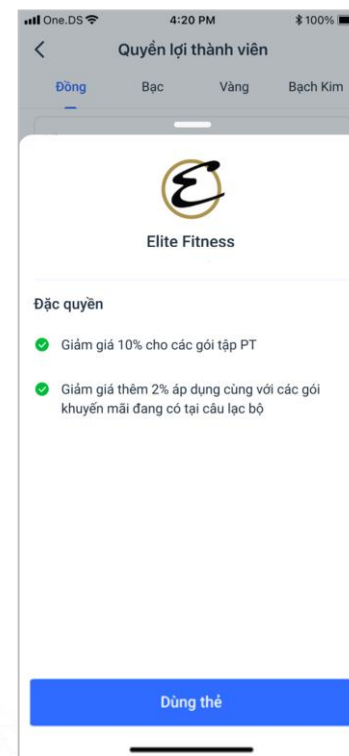 One.DS 4:20 PM 100%
Quyền lợi thành viên
Đồng Bạc Vàng Bạch Kim
Elite Fitness
Đặc quyền
Giảm giá 10% cho các gói tập PT
Giảm giá thêm 2% áp dụng cùng với các gói
khuyến mãi đang có tại câu lạc bộ
Dùng thẻ